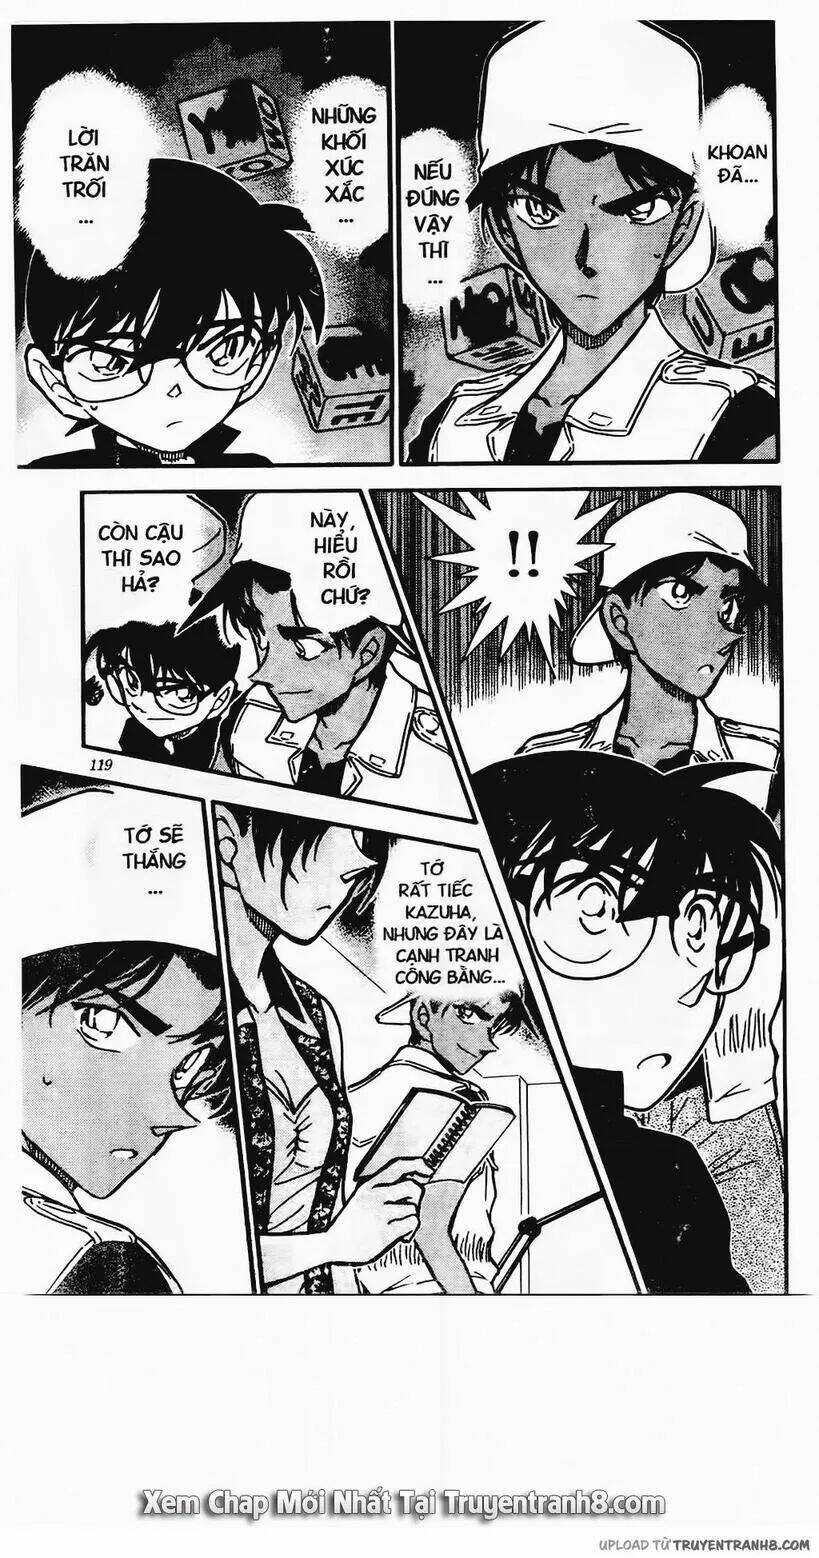 KHOAN
ĐÃ...
NẾU
ĐÚNG
VẬY
THÌ
...
NHỮNG
KHỐI
XÚC
XẮC
...
LỜI
TRĂN
TRỐI
...
!!
NÀY,
HIỂU
RỒI
CHỨ?
CÒN CẬU
THÌ SAO
HẢ?
119
TỚ
RẤT TIẾC
KAZUHA,
NHƯNG ĐÂY LÀ
CẠNH TRANH
CÔNG BẰNG...
TỚ SẼ
THẮNG
...
Xem Chap Mới Nhất Tại Truyentranh8.com
UPLOAD TỪ TRUYENTRANH8.COM